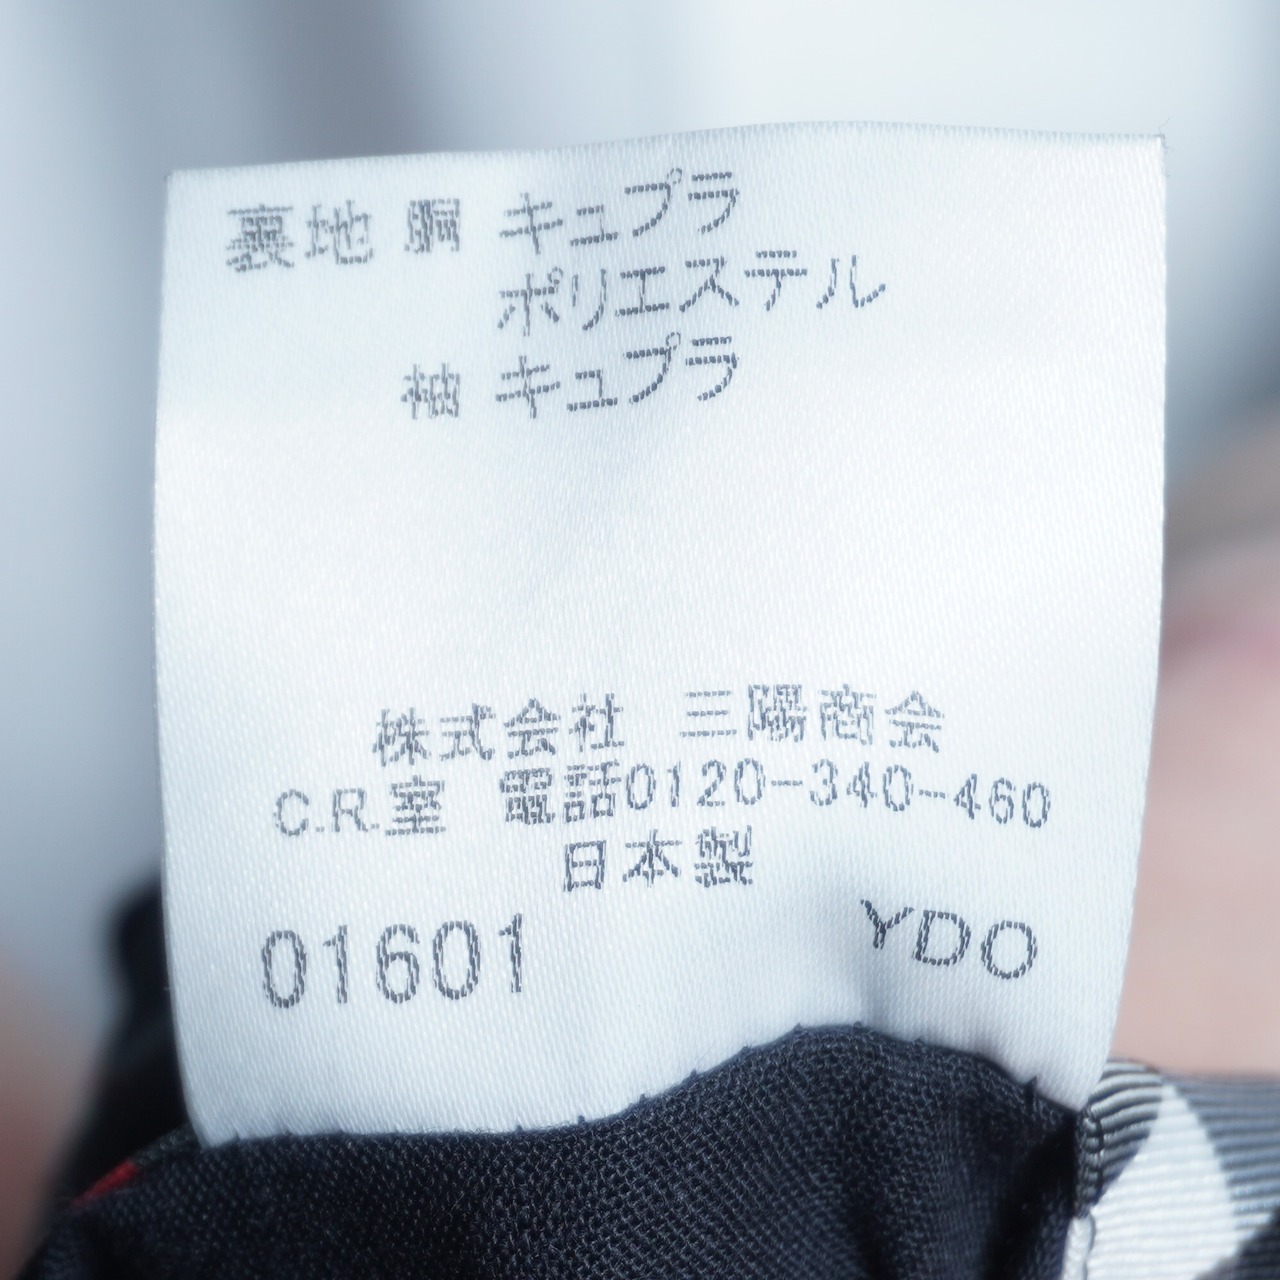 裏地 胴 キュプラ
ポリエステル
袖 キュプラ
株式会社 三陽商会
C.R.室 電話0120-340-460
日本製
01601 YDO